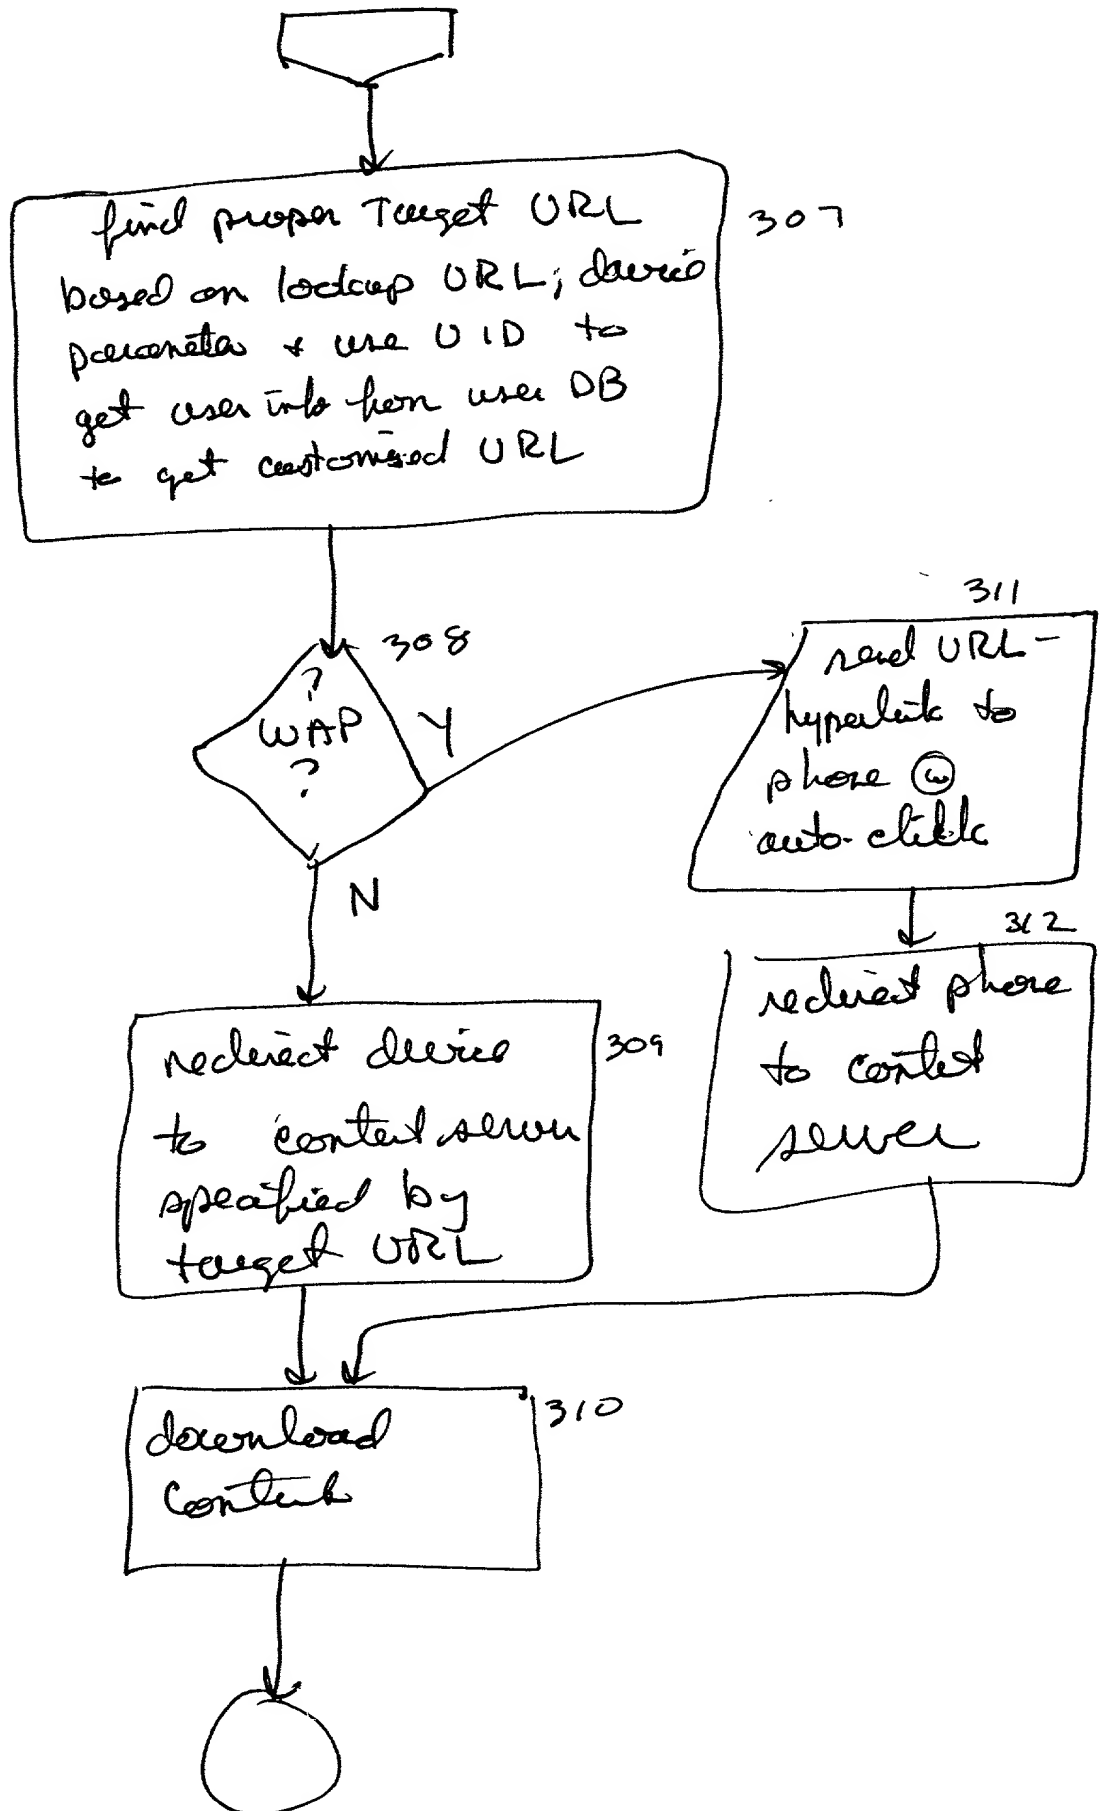 find proper Target URL
307
based on lookup URL; device
parameter + use UID to
get user info from user DB
to get customized URL
308
?
WAP
?
Y
N
311
send URL-
hyperlink to
phone ⓦ
auto-click
312
redirect phone
to content
server
redirect device
309
to content server
specified by
target URL
310
download
content